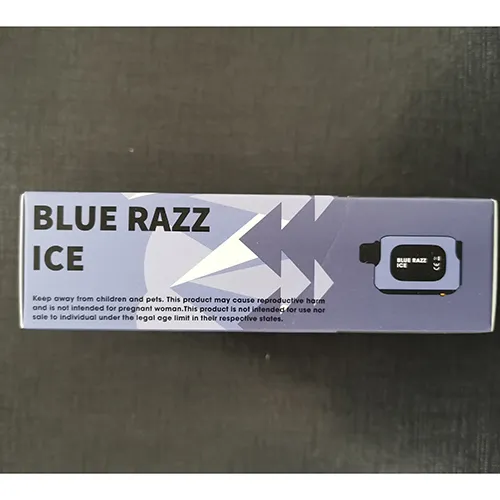 BLUE RAZZ
ICE
Keep away from children and pets. This product may cause reproductive harm
and is not intended for pregnant woman.This product is not intended for use nor
sale to individual under the legal age limit in their respective states.
BLUE RAZZ
ICE